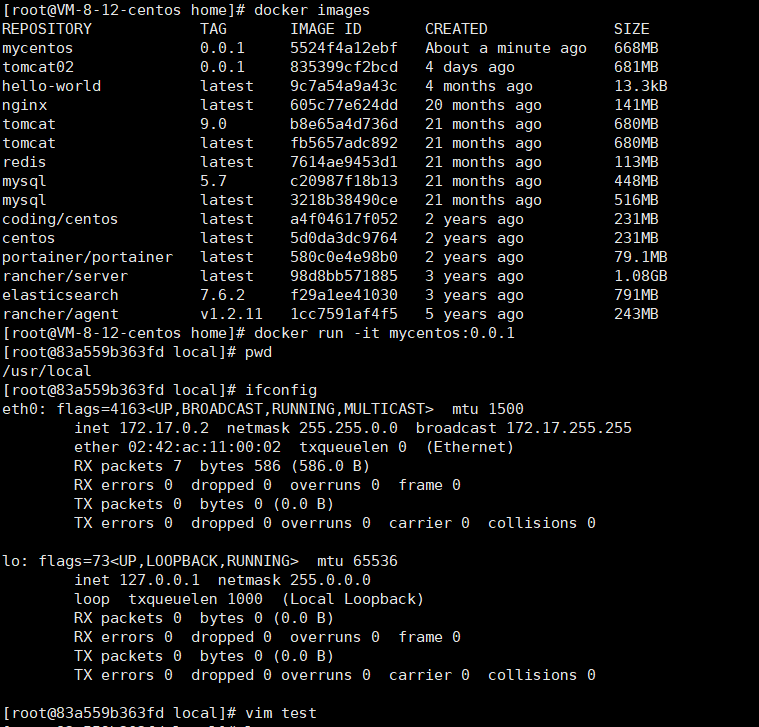 [root@VM-8-12-centos home]# docker images
REPOSITORY            TAG       IMAGE ID       CREATED              SIZE
mycentos              0.0.1     5524f4a12ebf   About a minute ago   668MB
tomcat02              0.0.1     835399cf2bcd   4 days ago           681MB
hello-world           latest    9c7a54a9a43c   4 months ago         13.3kB
nginx                 latest    605c77e624dd   20 months ago        141MB
tomcat                9.0       b8e65a4d736d   21 months ago        680MB
tomcat                latest    fb5657adc892   21 months ago        680MB
redis                 latest    7614ae9453d1   21 months ago        113MB
mysql                 5.7       c20987f18b13   21 months ago        448MB
mysql                 latest    3218b38490ce   21 months ago        516MB
coding/centos         latest    a4f04617f052   2 years ago          231MB
centos                latest    5d0da3dc9764   2 years ago          231MB
portainer/portainer   latest    580c0e4e98b0   2 years ago          79.1MB
rancher/server        latest    98d8bb571885   3 years ago          1.08GB
elasticsearch         7.6.2     f29a1ee41030   3 years ago          791MB
rancher/agent         v1.2.11   1cc7591af4f5   5 years ago          243MB
[root@VM-8-12-centos home]# docker run -it mycentos:0.0.1
[root@83a559b363fd local]# pwd
/usr/local
[root@83a559b363fd local]# ifconfig
eth0: flags=4163<UP,BROADCAST,RUNNING,MULTICAST>  mtu 1500
        inet 172.17.0.2  netmask 255.255.0.0  broadcast 172.17.255.255
        ether 02:42:ac:11:00:02  txqueuelen 0  (Ethernet)
        RX packets 7  bytes 586 (586.0 B)
        RX errors 0  dropped 0  overruns 0  frame 0
        TX packets 0  bytes 0 (0.0 B)
        TX errors 0  dropped 0 overruns 0  carrier 0  collisions 0
lo: flags=73<UP,LOOPBACK,RUNNING>  mtu 65536
        inet 127.0.0.1  netmask 255.0.0.0
        loop  txqueuelen 1000  (Local Loopback)
        RX packets 0  bytes 0 (0.0 B)
        RX errors 0  dropped 0  overruns 0  frame 0
        TX packets 0  bytes 0 (0.0 B)
        TX errors 0  dropped 0 overruns 0  carrier 0  collisions 0
[root@83a559b363fd local]# vim test